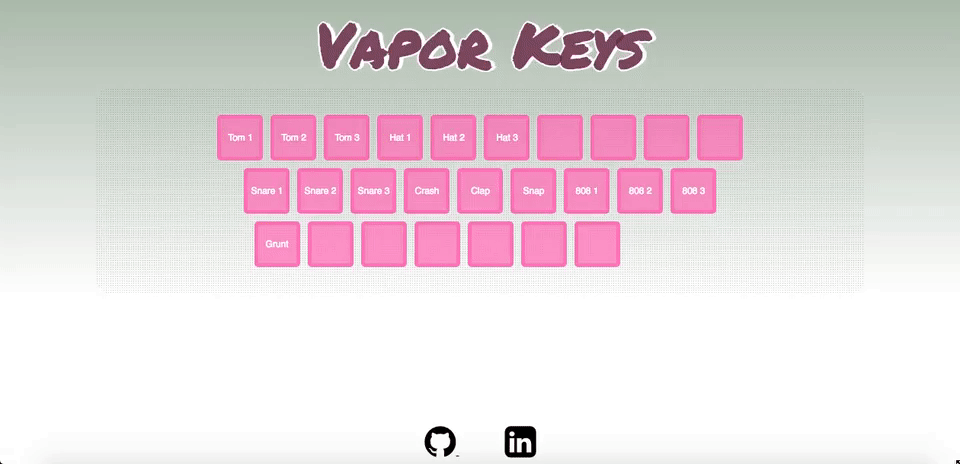 Vapor Keys
Tom 1 Tom 2 Tom 3 Hat 1 Hat 2 Hat 3
Snare 1 Snare 2 Snare 3 Crash Clap Snap 808 1 808 2 808 3
Grunt
in